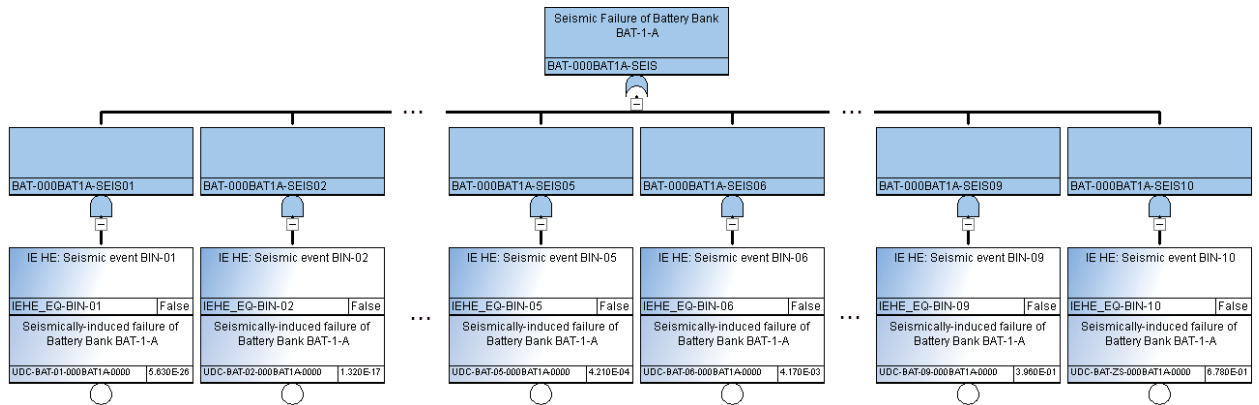 Seismic Failure of Battery Bank
BAT-1-A
BAT-000BAT1A-SEIS
...
...
BAT-000BAT1A-SEIS01
BAT-000BAT1A-SEIS02
BAT-000BAT1A-SEIS05
BAT-000BAT1A-SEIS06
BAT-000BAT1A-SEIS09
BAT-000BAT1A-SEIS10
IE HE: Seismic event BIN-01
IEHE_EQ-BIN-01 False
Seismically-induced failure of
Battery Bank BAT-1-A
UDC-BAT-01-000BAT1A-0000 5.630E-26
IE HE: Seismic event BIN-02
IEHE_EQ-BIN-02 False
Seismically-induced failure of
Battery Bank BAT-1-A
UDC-BAT-02-000BAT1A-0000 1.320E-17
...
IE HE: Seismic event BIN-05
IEHE_EQ-BIN-05 False
Seismically-induced failure of
Battery Bank BAT-1-A
UDC-BAT-05-000BAT1A-0000 4.210E-04
IE HE: Seismic event BIN-06
IEHE_EQ-BIN-06 False
Seismically-induced failure of
Battery Bank BAT-1-A
UDC-BAT-06-000BAT1A-0000 4.170E-03
...
IE HE: Seismic event BIN-09
IEHE_EQ-BIN-09 False
Seismically-induced failure of
Battery Bank BAT-1-A
UDC-BAT-09-000BAT1A-0000 3.960E-01
IE HE: Seismic event BIN-10
IEHE_EQ-BIN-10 False
Seismically-induced failure of
Battery Bank BAT-1-A
UDC-BAT-ZS-000BAT1A-0000 6.780E-01